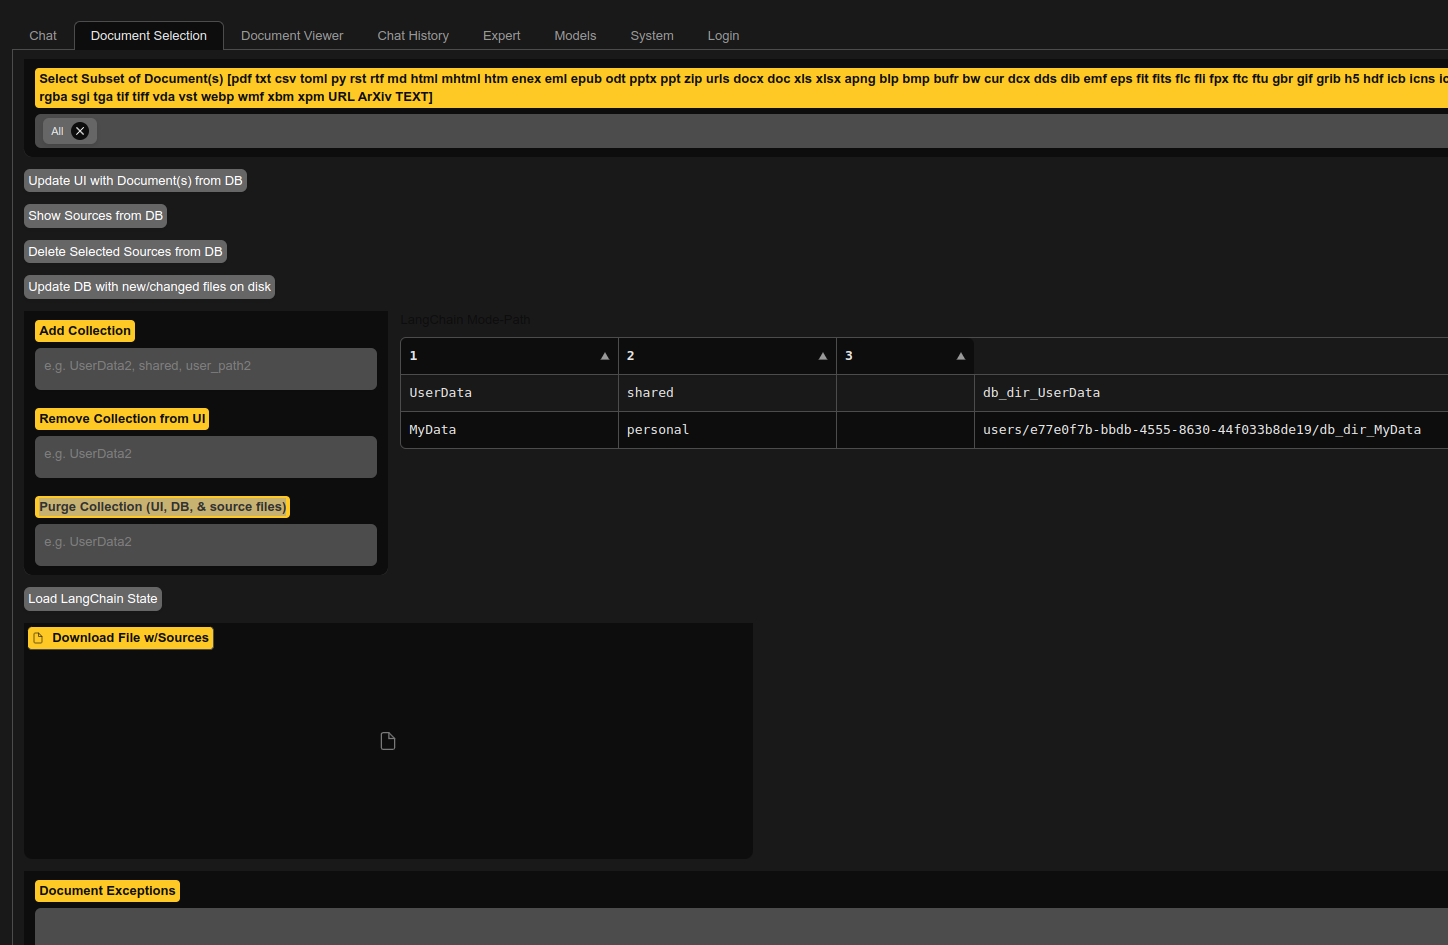 Chat
Document Selection
Document Viewer
Chat History
Expert
Models
System
Login
Select Subset of Document(s) [pdf txt csv toml py rst rtf md html mhtml htm enex eml epub odt pptx ppt zip urls docx doc xls xlsx apng blp bmp bufr bw cur dcx dds dib emf eps fit fits flc fli fpx ftc ftu gbr gif grib h5 hdf icb icns
rgba sgi tga tif tiff vda vst webp wmf xbm xpm URL ArXiv TEXT]
All
Update UI with Document(s) from DB
Show Sources from DB
Delete Selected Sources from DB
Update DB with new/changed files on disk
Add Collection
e.g. UserData2, shared, user_path2
Remove Collection from UI
e.g. UserData2
Purge Collection (UI, DB, & source files)
e.g. UserData2
LangChain Mode-Path
1 2 3
UserData shared db_dir_UserData
MyData personal users/e77e0f7b-bbdb-4555-8630-44f033b8de19/db_dir_MyData
Load LangChain State
Download File w/Sources
Document Exceptions